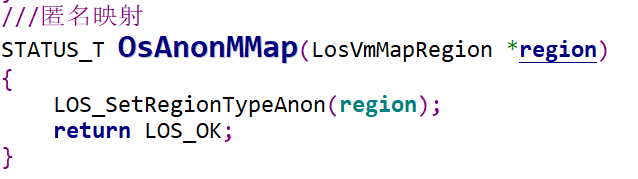 ///匿名映射
STATUS_T OsAnonMMap(LosVmMapRegion *region)
{
    LOS_SetRegionTypeAnon(region);
    return LOS_OK;
}